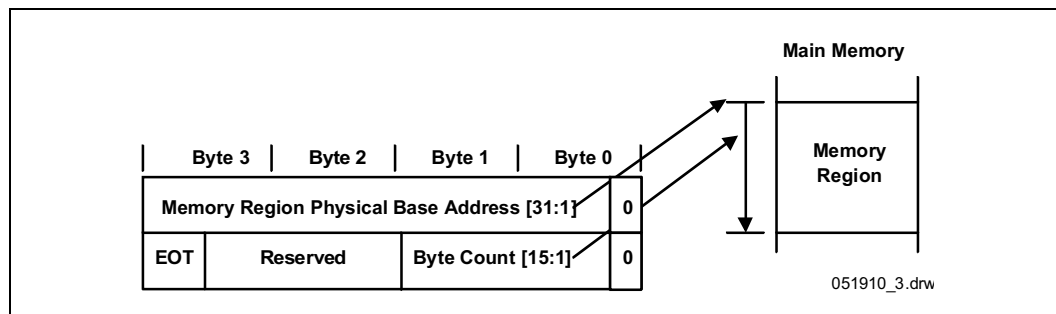 Main Memory
Byte 3 Byte 2 Byte 1 Byte 0
Memory
Region
Memory Region Physical Base Address [31:1] 0
EOT Reserved Byte Count [15:1] 0
051910_3.drw